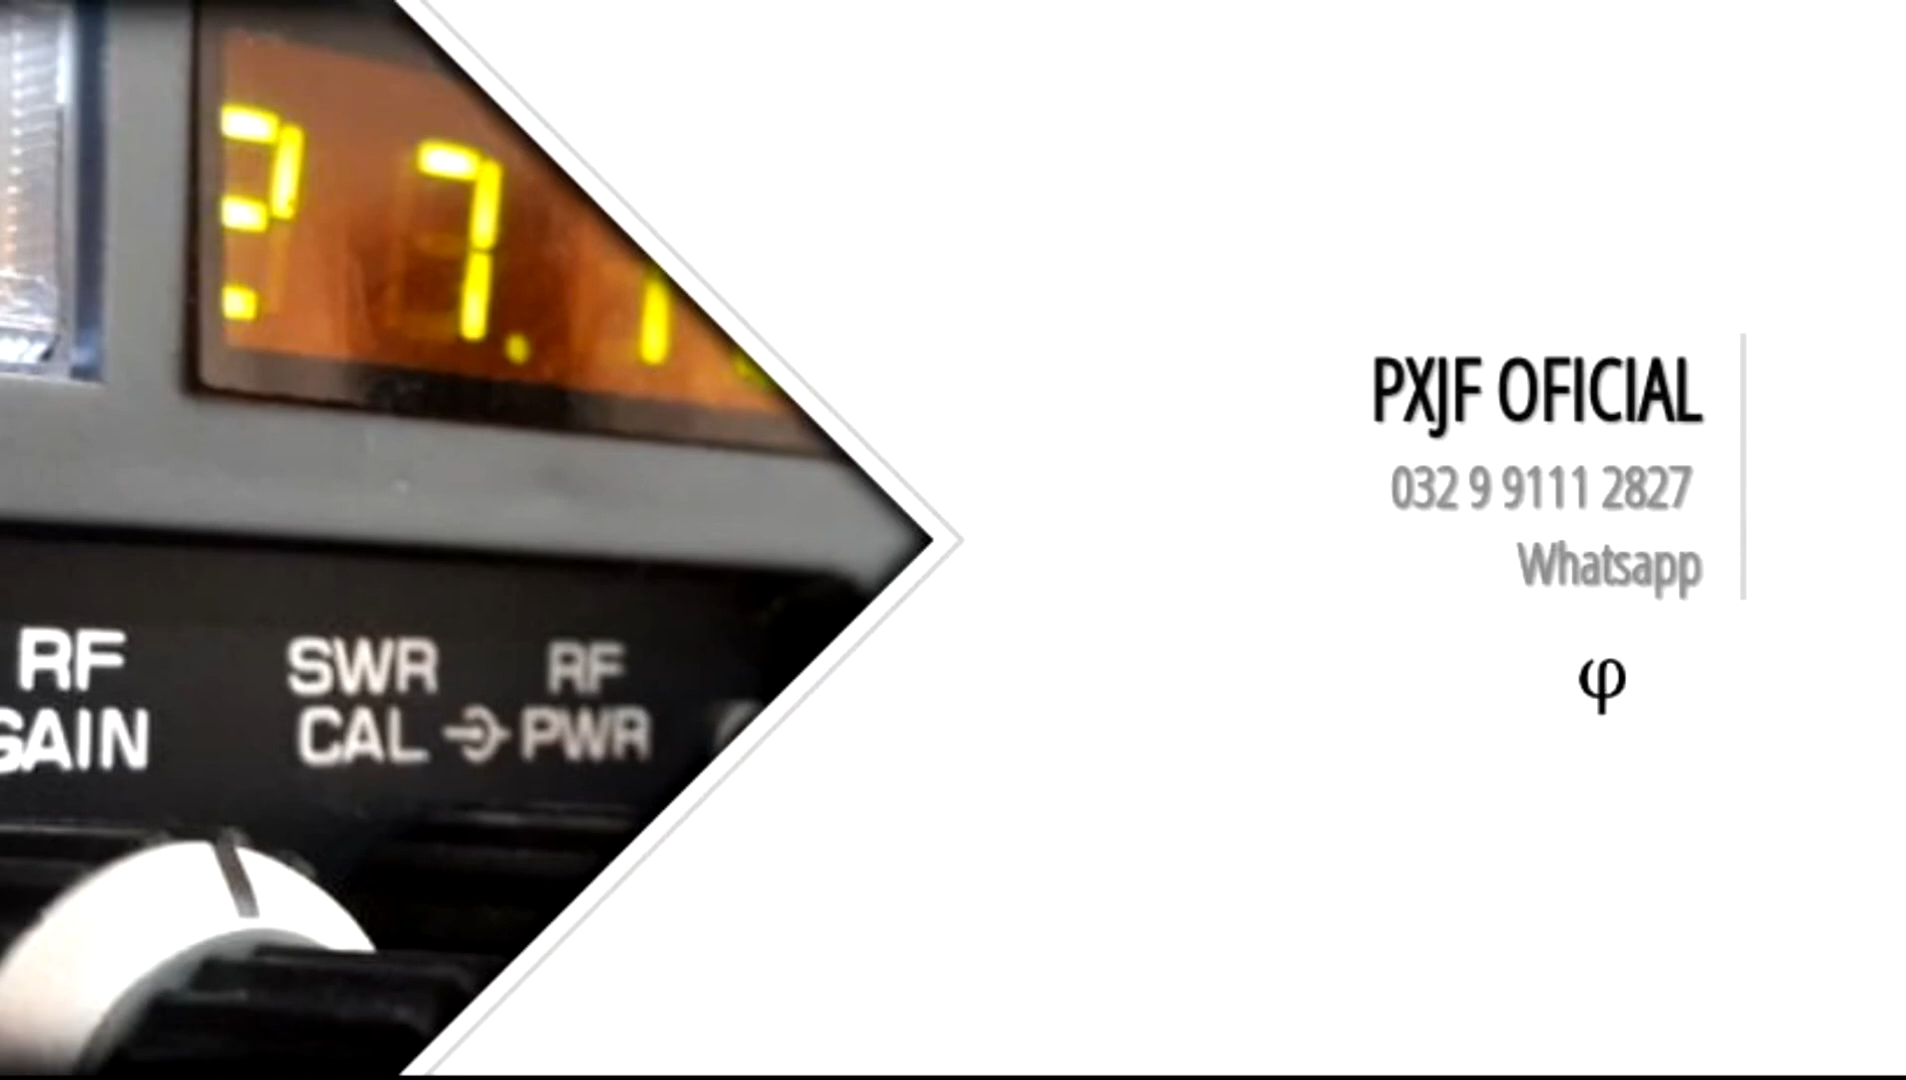 27.1
RF
GAIN
SWR
CAL
RF
PWR
PXJF OFICIAL
032 9 9111 2827
Whatsapp
φ